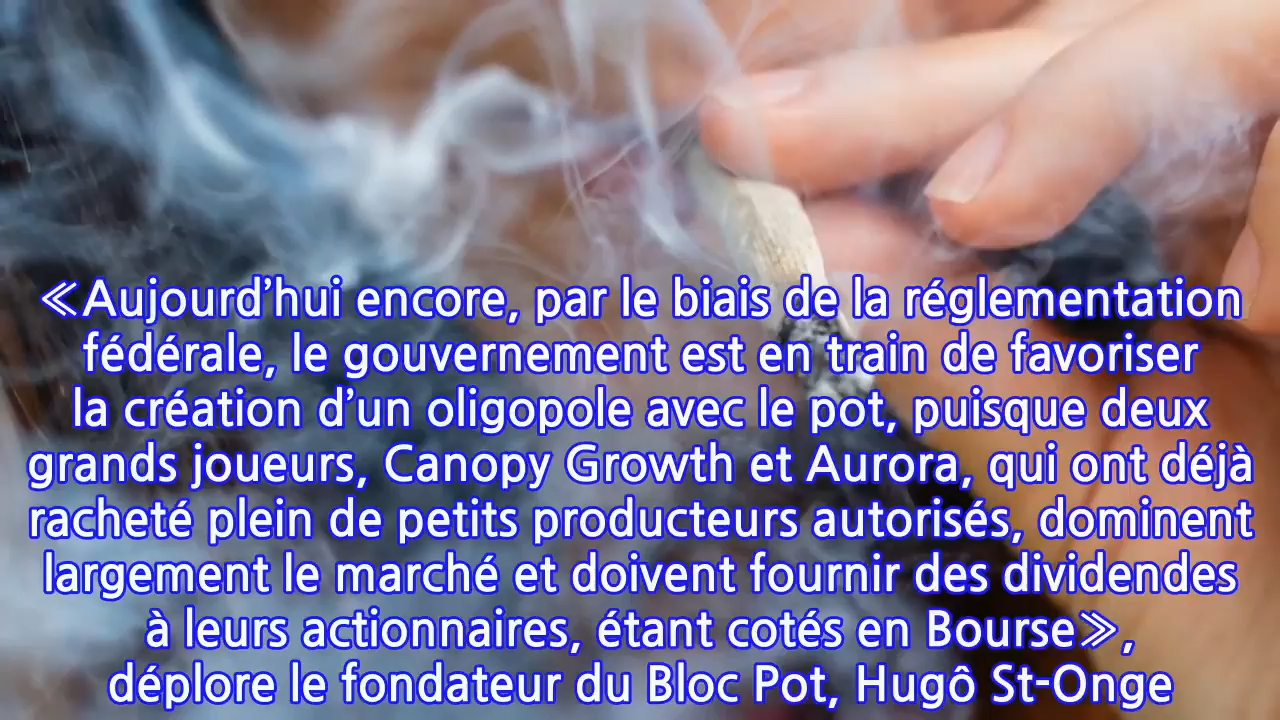 ≪Aujourd’hui encore, par le biais de la réglementation
fédérale, le gouvernement est en train de favoriser
la création d’un oligopole avec le pot, puisque deux
grands joueurs, Canopy Growth et Aurora, qui ont déjà
racheté plein de petits producteurs autorisés, dominent
largement le marché et doivent fournir des dividendes
à leurs actionnaires, étant cotés en Bourse≫,
déplore le fondateur du Bloc Pot, Hugô St-Onge